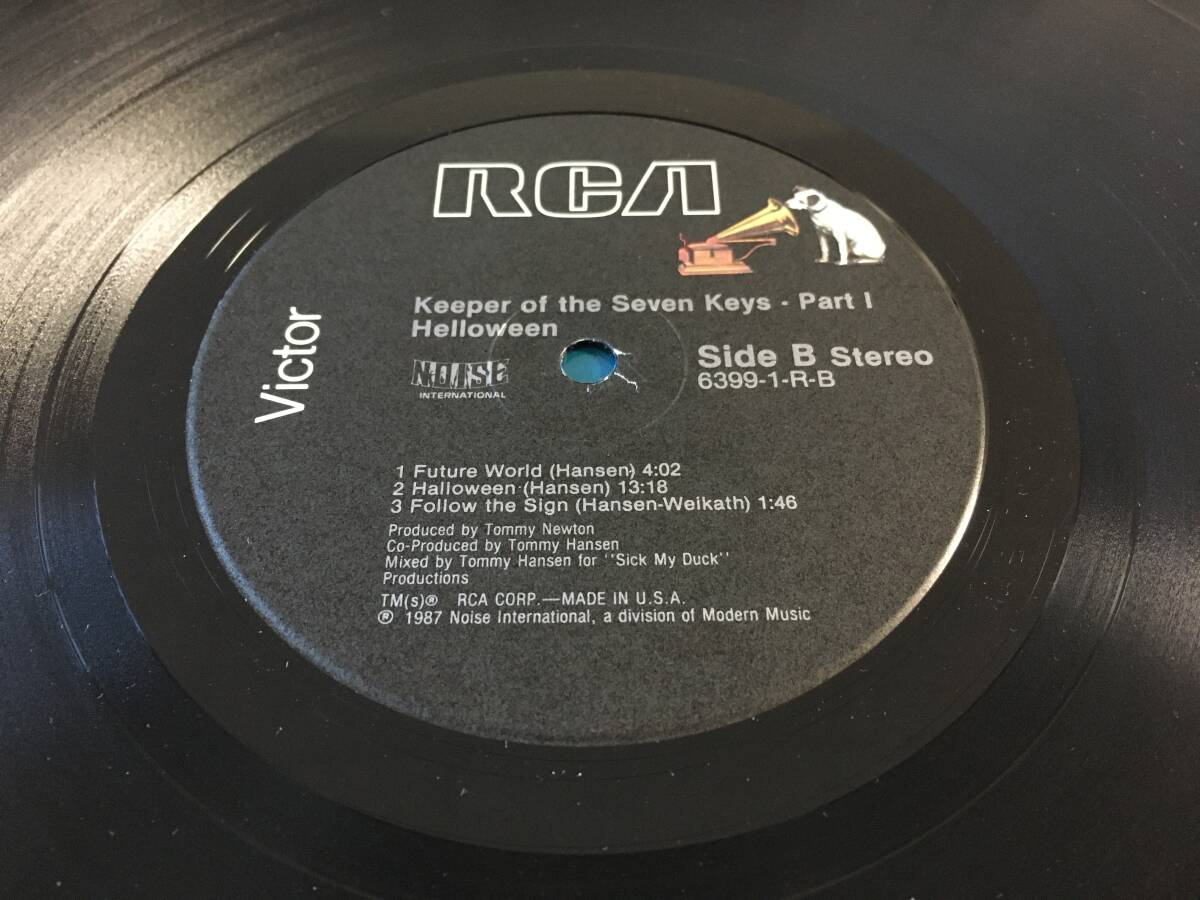 RCA
Victor
Keeper of the Seven Keys - Part I
Helloween
NOISE
INTERNATIONAL
Side B Stereo
6399-1-R-B
1 Future World (Hansen) 4:02
2 Halloween (Hansen) 13:18
3 Follow the Sign (Hansen-Weikath) 1:46
Produced by Tommy Newton
Co-Produced by Tommy Hansen
Mixed by Tommy Hansen for "Sick My Duck"
Productions
TM(s)® RCA CORP.—MADE IN U.S.A.
℗ 1987 Noise International, a division of Modern Music